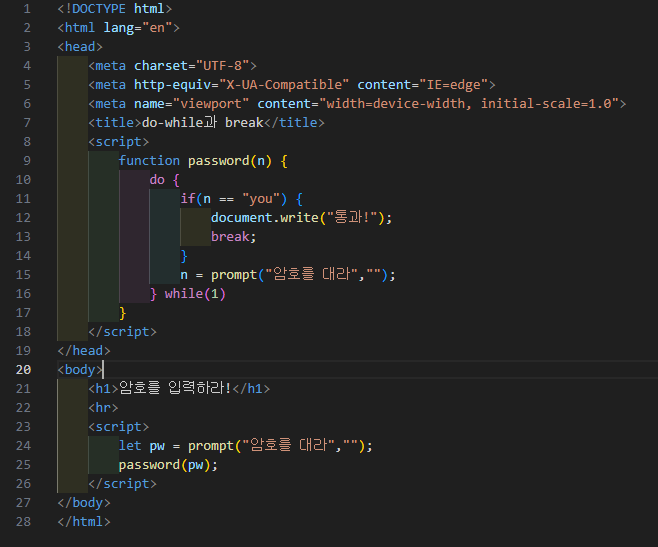 1 <!DOCTYPE html>
2 <html lang="en">
3 <head>
4     <meta charset="UTF-8">
5     <meta http-equiv="X-UA-Compatible" content="IE=edge">
6     <meta name="viewport" content="width=device-width, initial-scale=1.0">
7     <title>do-while과 break</title>
8     <script>
9         function password(n) {
10             do {
11                 if(n == "you") {
12                     document.write("통과!");
13                     break;
14                 }
15                 n = prompt("암호를 대라","");
16             } while(1)
17         }
18     </script>
19 </head>
20 <body>
21     <h1>암호를 입력하라!</h1>
22     <hr>
23     <script>
24         let pw = prompt("암호를 대라","");
25         password(pw);
26     </script>
27 </body>
28 </html>